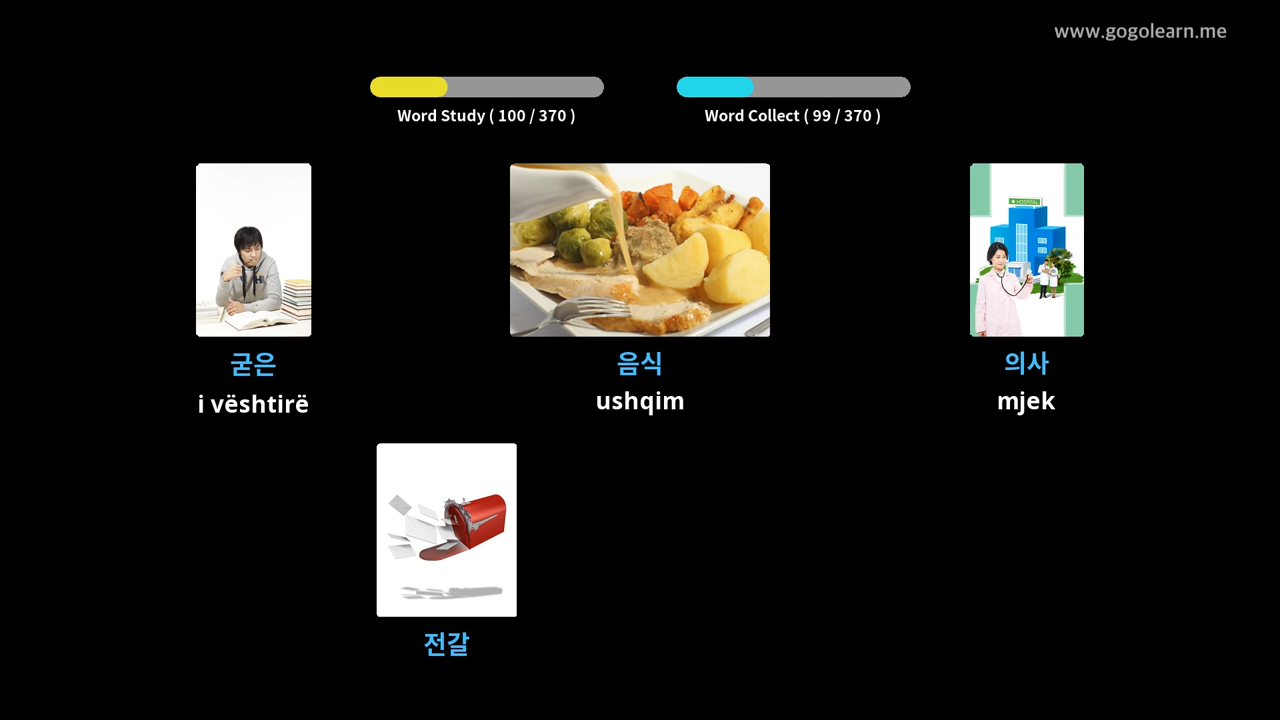 www.gogolearn.me
Word Study ( 100 / 370 )
Word Collect ( 99 / 370 )
HOSPITAL
굳은
음식
의사
i vështirë
ushqim
mjek
전갈